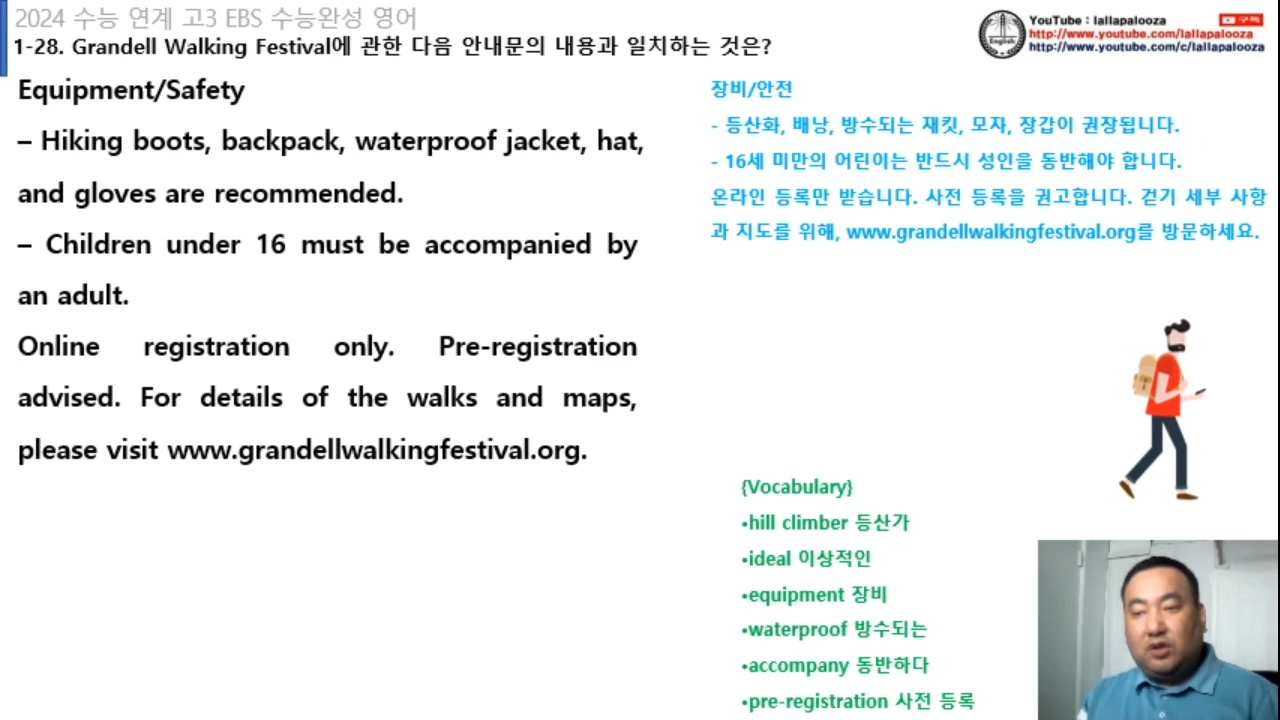 2024 수능 연계 고3 EBS 수능완성 영어
1-28. Grandell Walking Festival에 관한 다음 안내문의 내용과 일치하는 것은?
YouTube : lallapalooza
구독
http://www.youtube.com/lallapalooza
http://www.youtube.com/c/lallapalooza
English
Equipment/Safety
– Hiking boots, backpack, waterproof jacket, hat,
and gloves are recommended.
– Children under 16 must be accompanied by
an adult.
Online registration only. Pre-registration
advised. For details of the walks and maps,
please visit www.grandellwalkingfestival.org.
장비/안전
- 등산화, 배낭, 방수되는 재킷, 모자, 장갑이 권장됩니다.
- 16세 미만의 어린이는 반드시 성인을 동반해야 합니다.
온라인 등록만 받습니다. 사전 등록을 권고합니다. 걷기 세부 사항
과 지도를 위해, www.grandellwalkingfestival.org를 방문하세요.
{Vocabulary}
•hill climber 등산가
•ideal 이상적인
•equipment 장비
•waterproof 방수되는
•accompany 동반하다
•pre-registration 사전 등록